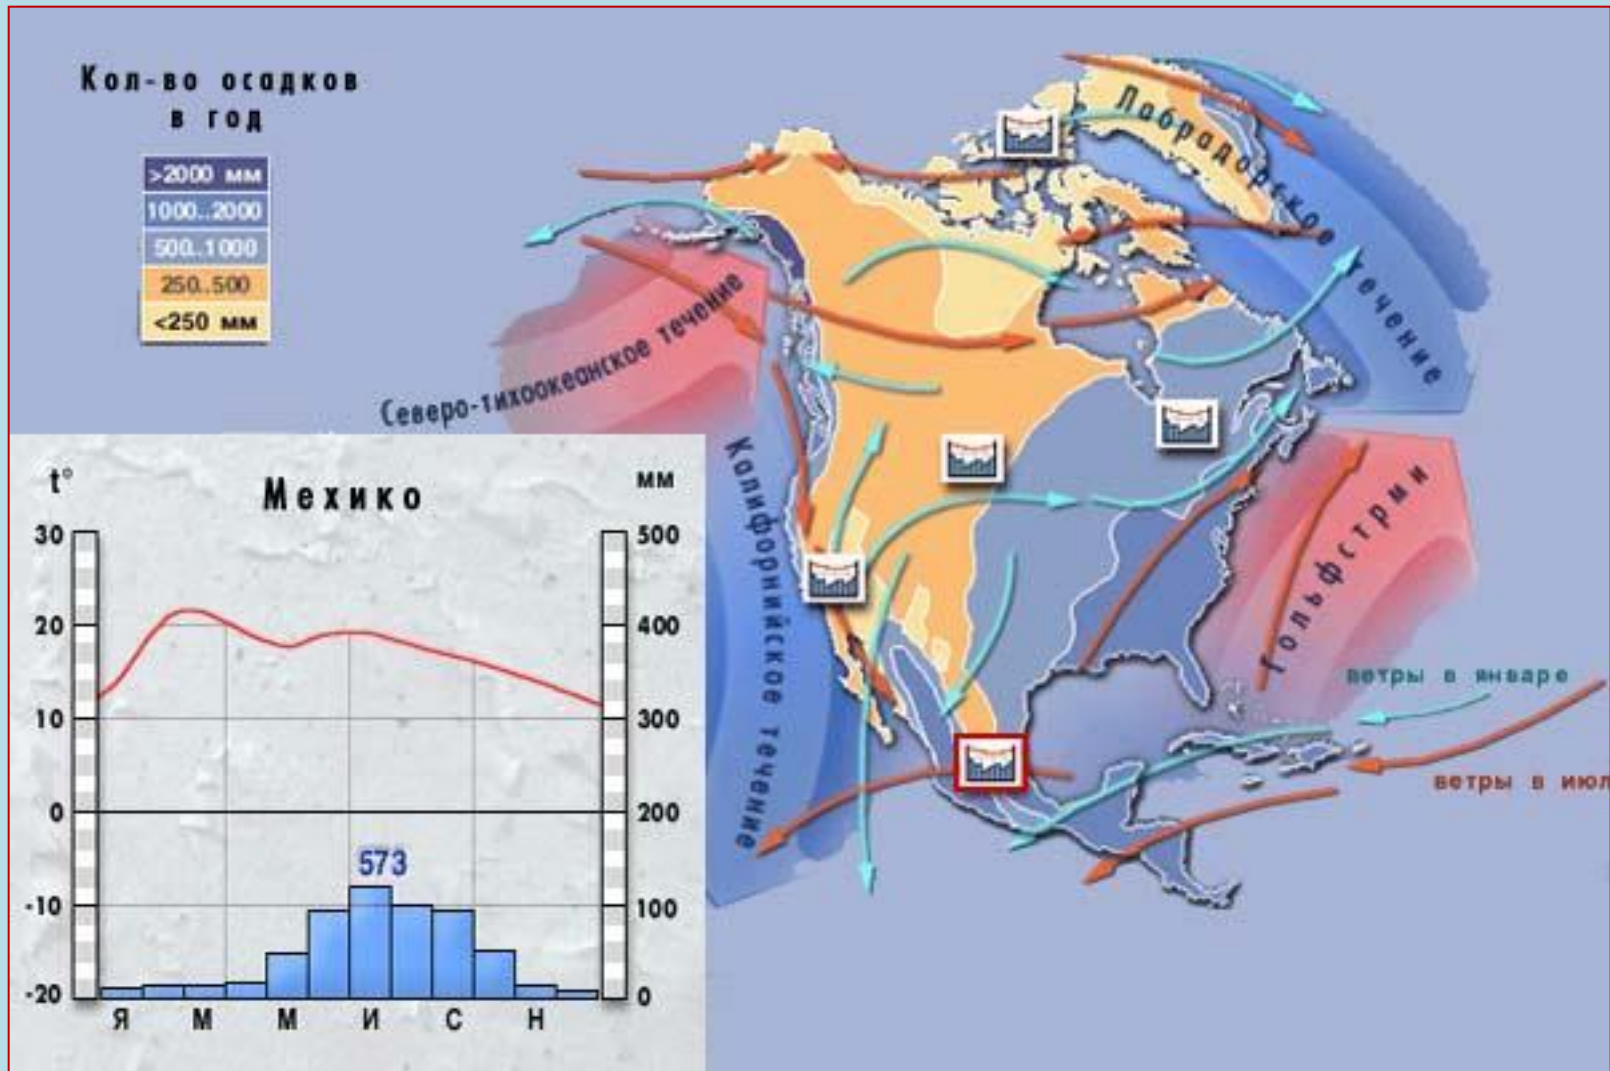 Кол-во осадков
в год
>2000 мм
1000..2000
500..1000
250..500
<250 мм
Лабрадорское течение
Северо-тихоокеанское течение
Калифорнийское течение
Гольфстрми
ветры в январе
ветры в июл
t°
Мехико
мм
30
500
20
400
10
300
0
200
573
-10
100
-20
0
Я М М И С Н